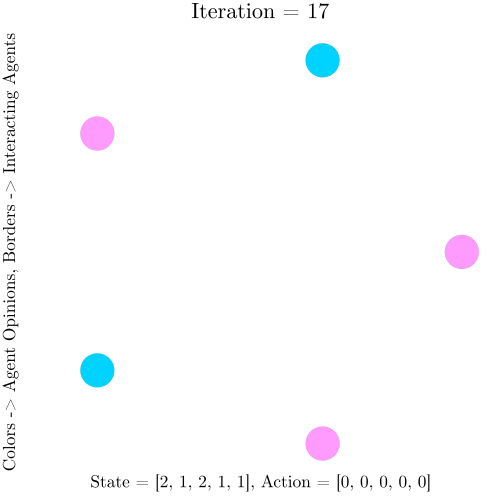 Iteration = 17
Colors -> Agent Opinions, Borders -> Interacting Agents
State = [2, 1, 2, 1, 1], Action = [0, 0, 0, 0, 0]